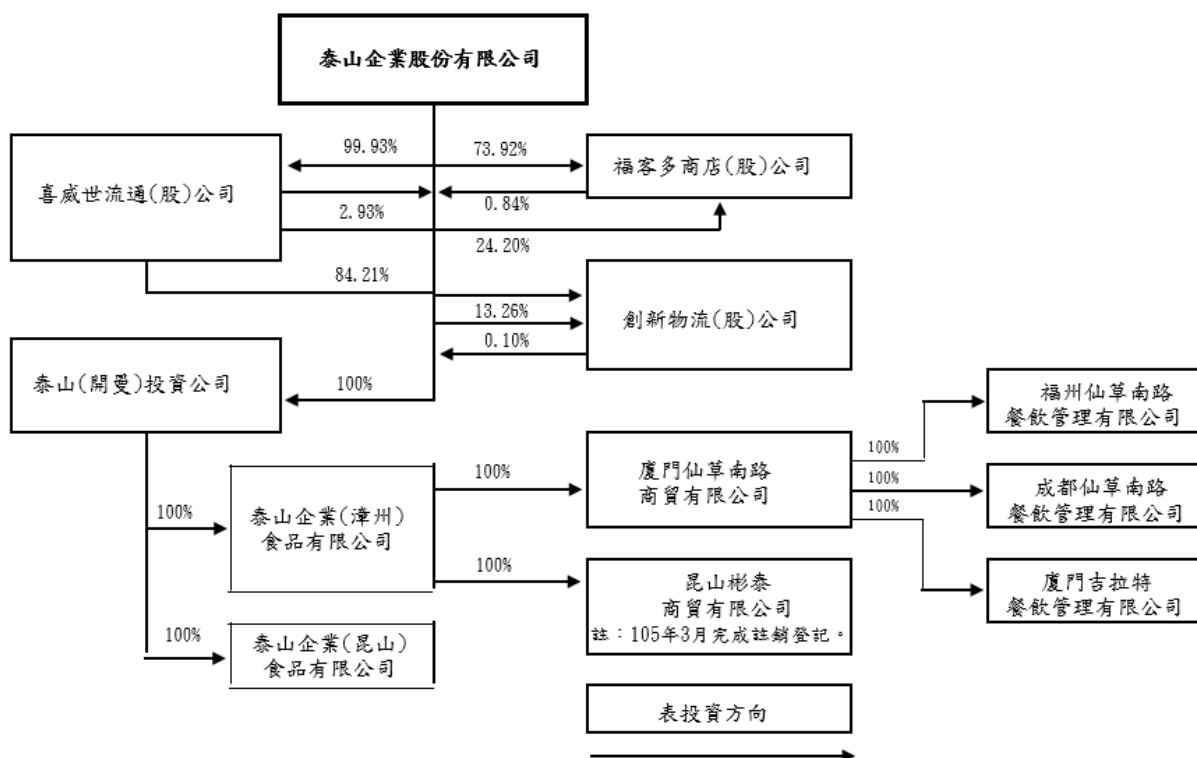 泰山企業股份有限公司
99.93%
73.92%
喜威世流通(股)公司
福客多商店(股)公司
2.93%
0.84%
24.20%
84.21%
13.26%
創新物流(股)公司
0.10%
泰山(開曼)投資公司
100%
福州仙草南路
餐飲管理有限公司
100%
泰山企業(漳州)
食品有限公司
100%
廈門仙草南路
商貿有限公司
100%
100%
100%
成都仙草南路
餐飲管理有限公司
100%
昆山彬泰
商貿有限公司
註：105年3月完成註銷登記。
廈門吉拉特
餐飲管理有限公司
100%
泰山企業(昆山)
食品有限公司
表投資方向